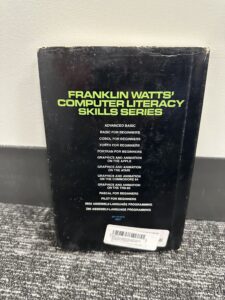 FRANKLIN WATTS'
COMPUTER LITERACY
SKILLS SERIES
ADVANCED BASIC
BASIC FOR BEGINNERS
COBOL FOR BEGINNERS
FORTH FOR BEGINNERS
FORTRAN FOR BEGINNERS
GRAPHICS AND ANIMATION
ON THE APPLE
GRAPHICS AND ANIMATION
ON THE ATARI
GRAPHICS AND ANIMATION
ON THE COMMODORE 64
GRAPHICS AND ANIMATION
ON THE TRS-80
PASCAL FOR BEGINNERS
PILOT FOR BEGINNERS
6502 ASSEMBLY-LANGUAGE PROGRAMMING
Z80 ASSEMBLY-LANGUAGE PROGRAMMING